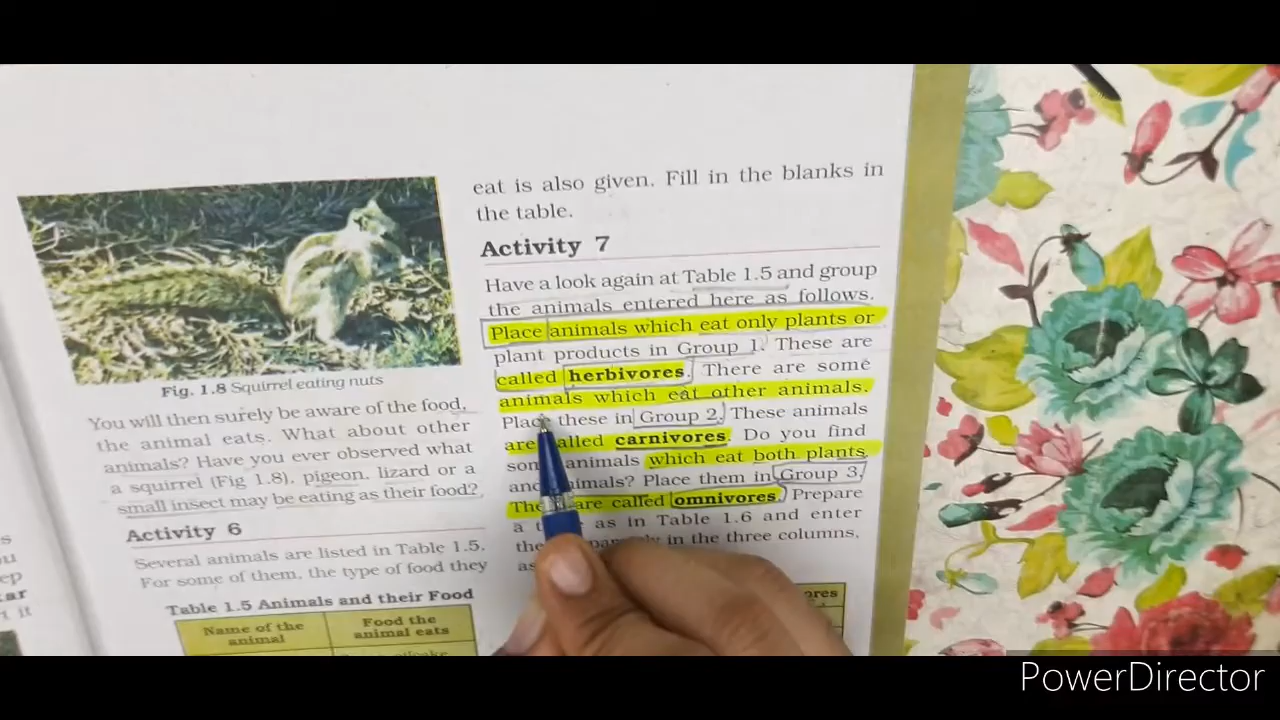 Fig. 1.8 Squirrel eating nuts
You will then surely be aware of the food,
the animal eats. What about other
animals? Have you ever observed what
a squirrel (Fig 1.8), pigeon, lizard or a
small insect may be eating as their food?
Activity 6
Several animals are listed in Table 1.5.
For some of them, the type of food they
Table 1.5 Animals and their Food
Name of the animal
Food the animal eats
eat is also given. Fill in the blanks in
the table.
Activity 7
Have a look again at Table 1.5 and group
the animals entered here as follows.
Place animals which eat only plants or
plant products in Group 1. These are
called herbivores. There are some
animals which eat other animals.
Place these in Group 2. These animals
are called carnivores. Do you find
animals which eat both plants
animals? Place them in Group 3.
are called omnivores. Prepare
a as in Table 1.6 and enter
in the three columns,
PowerDirector